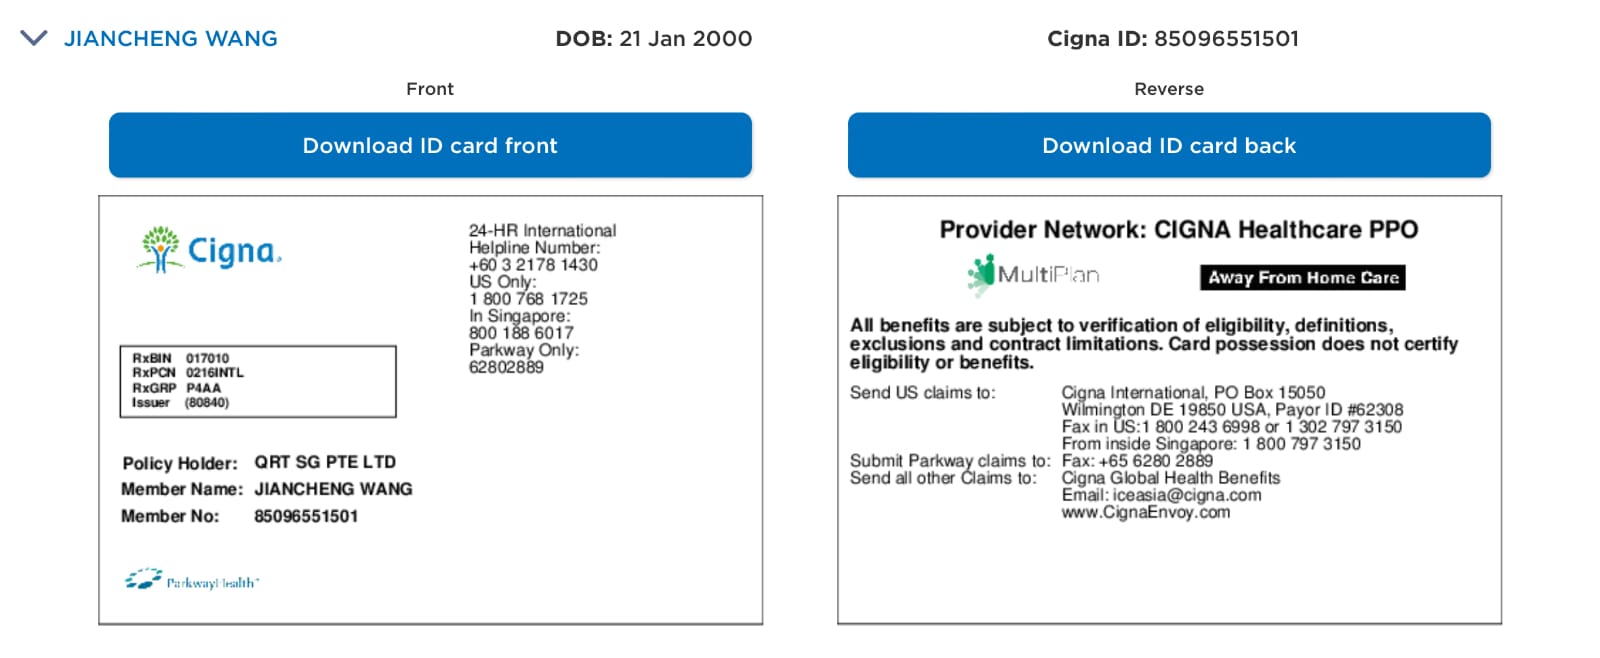 JIANCHENG WANG
DOB: 21 Jan 2000
Cigna ID: 85096551501
Front
Reverse
Download ID card front
Download ID card back
Cigna.
24-HR International
Helpline Number:
+60 3 2178 1430
US Only:
1 800 768 1725
In Singapore:
800 188 6017
Parkway Only:
62802889
RxBIN 017010
RxPCN 0216INTL
RxGRP P4AA
Issuer (80840)
Policy Holder: QRT SG PTE LTD
Member Name: JIANCHENG WANG
Member No: 85096551501
ParkwayHealth™
Provider Network: CIGNA Healthcare PPO
MultiPlan
Away From Home Care
All benefits are subject to verification of eligibility, definitions,
exclusions and contract limitations. Card possession does not certify
eligibility or benefits.
Send US claims to: Cigna International, PO Box 15050
Wilmington DE 19850 USA, Payor ID #62308
Fax in US:1 800 243 6998 or 1 302 797 3150
From inside Singapore: 1 800 797 3150
Submit Parkway claims to: Fax: +65 6280 2889
Send all other Claims to: Cigna Global Health Benefits
Email: iceasia@cigna.com
www.CignaEnvoy.com